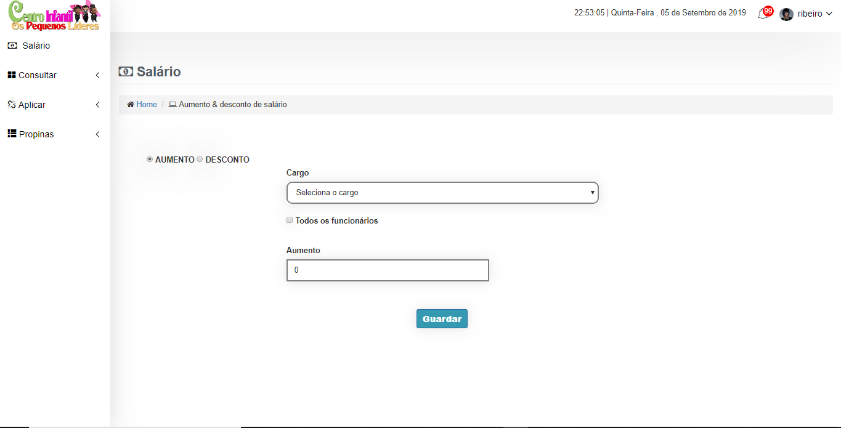 Centro Infantil
Os Pequenos Líderes
22:53:05 | Quinta-Feira , 05 de Setembro de 2019
99
ribeiro
Salário
Consultar
Aplicar
Propinas
Salário
Home / Aumento & desconto de salário
AUMENTO DESCONTO
Cargo
Seleciona o cargo
Todos os funcionários
Aumento
0
Guardar